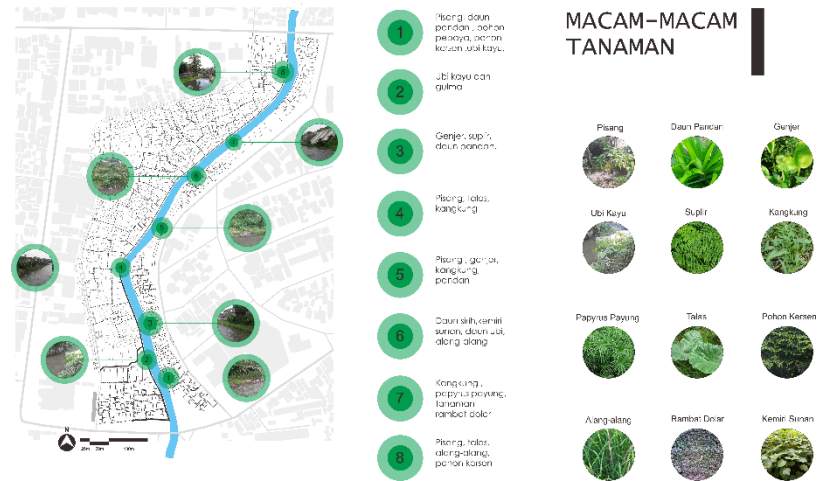 MACAM-MACAM
TANAMAN
1
Pisang, daun
pandan , pohon
pepaya, pohon
kersen ,ubi kayu.
2
Ubi kayu dan
gulma
3
Genjer, suplir,
daun pandan.
4
Pisang, talas,
kangkung
5
Pisang , genjer,
kangkung,
pandan
6
Daun sirih,kemiri
sunan, daun ubi,
alang-alang
7
Kangkung ,
papyrus payung,
tanaman
rambat dolar
8
Pisang, talas,
alang-alang,
pohon kersen
Pisang
Daun Pandan
Genjer
Ubi Kayu
Suplir
Kangkung
Papyrus Payung
Talas
Pohon Kersen
Alang-alang
Rambat Dolar
Kemiri Sunan
N
25m
50m
100m